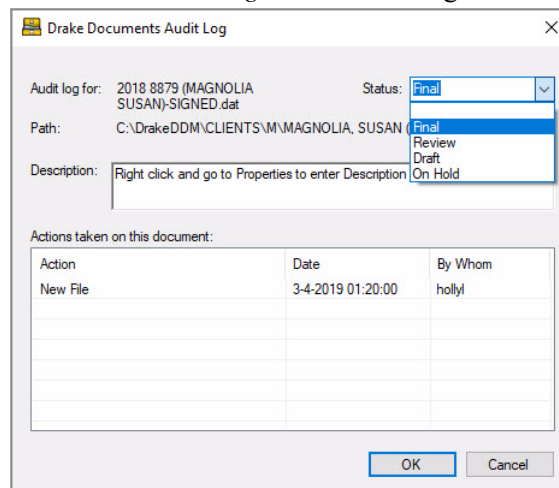 Drake Documents Audit Log
Audit log for: 2018 8879 (MAGNOLIA SUSAN)-SIGNED.dat Status: Final
Path: C:\DrakeDDM\CLIENTS\M\MAGNOLIA, SUSAN (
Final
Review
Draft
On Hold
Description: Right click and go to Properties to enter Description
Actions taken on this document:
Action Date By Whom
New File 3-4-2019 01:20:00 hollyl
OK Cancel